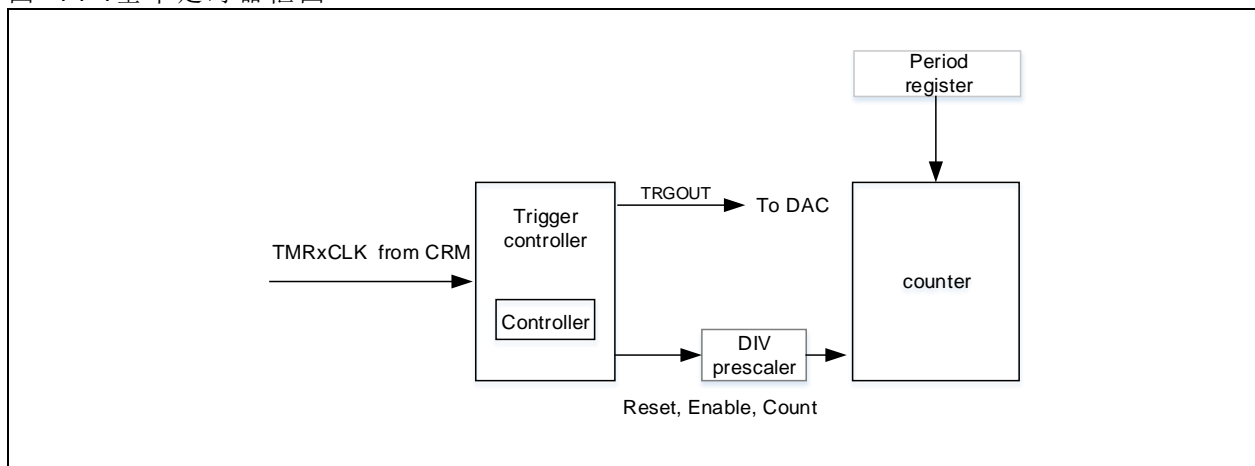 Period
register
TRGOUT
To DAC
Trigger
controller
TMRxCLK from CRM
counter
Controller
DIV
prescaler
Reset, Enable, Count